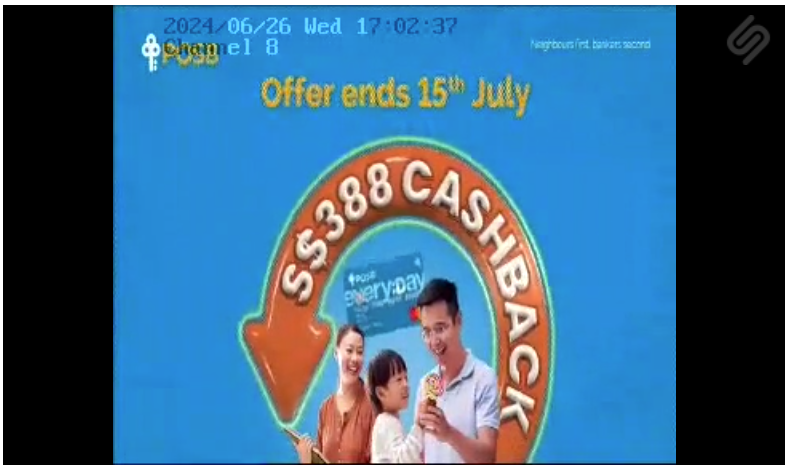 2024/06/26 Wed 17:02:37
Channel 8
POSB
Neighbours first, bankers second
Offer ends 15th July
S$388 CASHBACK
POSB
everyday